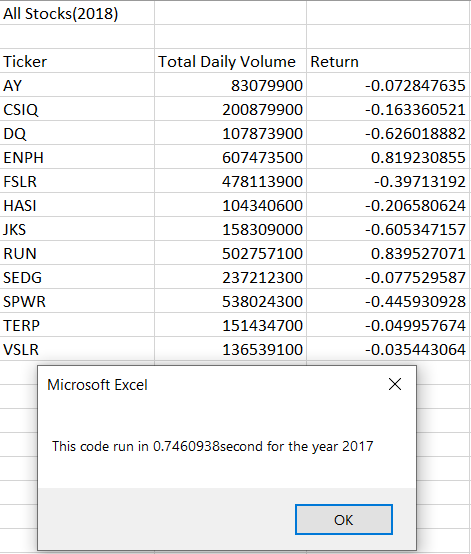 All Stocks(2018)
Ticker Total Daily Volume Return
AY 83079900 -0.072847635
CSIQ 200879900 -0.163360521
DQ 107873900 -0.626018882
ENPH 607473500 0.819230855
FSLR 478113900 -0.39713192
HASI 104340600 -0.206580624
JKS 158309000 -0.605347157
RUN 502757100 0.839527071
SEDG 237212300 -0.077529587
SPWR 538024300 -0.445930928
TERP 151434700 -0.049957674
VSLR 136539100 -0.035443064
Microsoft Excel
This code run in 0.7460938second for the year 2017
OK